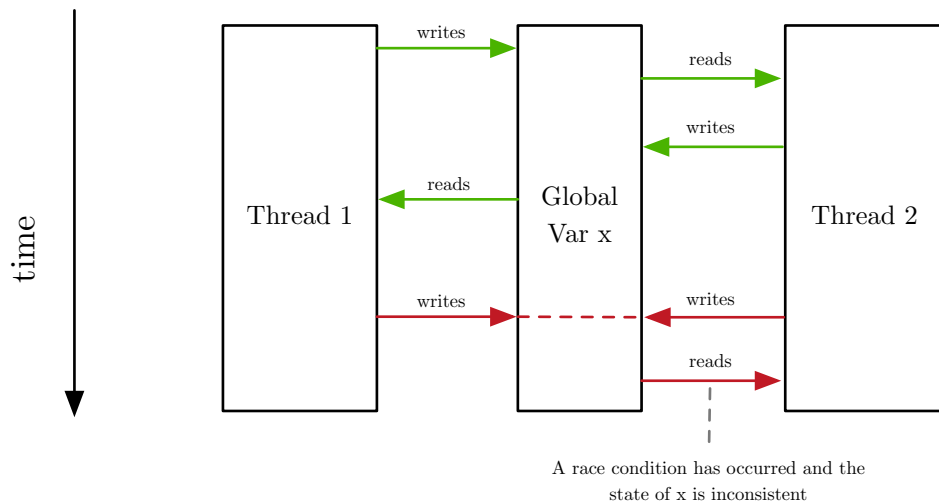 writes
reads
writes
reads
time
Thread 1
Global
Var x
Thread 2
writes
writes
reads
A race condition has occurred and the
state of x is inconsistent